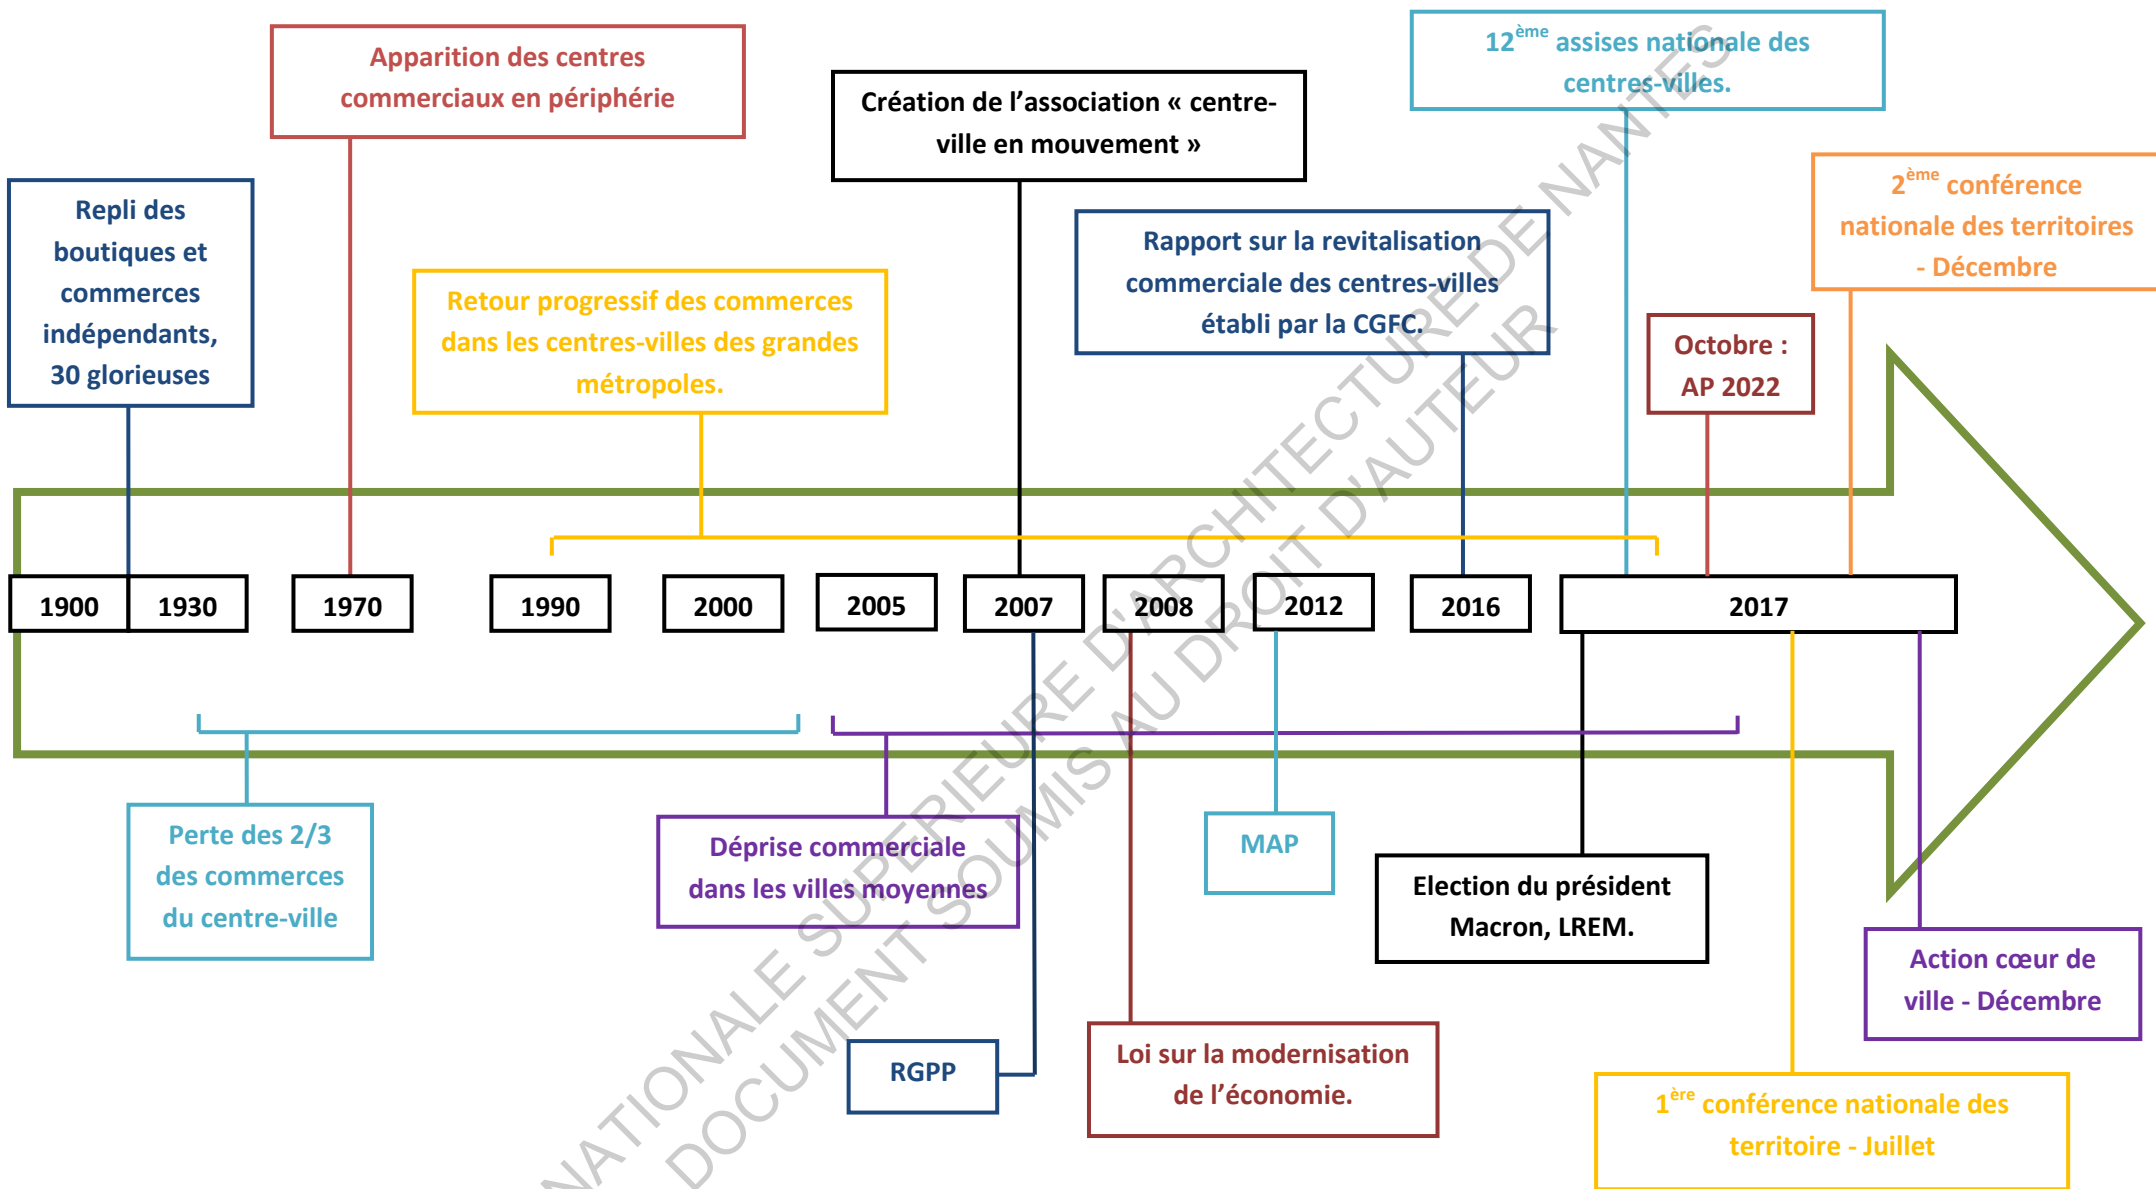 Apparition des centres
commerciaux en périphérie
12ème assises nationale des
centres-villes.
Création de l’association « centre-
ville en mouvement »
2ème conférence
nationale des territoires
- Décembre
Repli des
boutiques et
commerces
indépendants,
30 glorieuses
Rapport sur la revitalisation
commerciale des centres-villes
établi par la CGFC.
Retour progressif des commerces
dans les centres-villes des grandes
métropoles.
Octobre :
AP 2022
1900
1930
1970
1990
2000
2005
2007
2008
2012
2016
2017
Perte des 2/3
des commerces
du centre-ville
Déprise commerciale
dans les villes moyennes
MAP
Election du président
Macron, LREM.
Action cœur de
ville - Décembre
RGPP
Loi sur la modernisation
de l’économie.
1ère conférence nationale des
territoire - Juillet
NATIONALE SUPERIEURE D'ARCHITECTURE DE NANTES
DOCUMENT SOUMIS AU DROIT D'AUTEUR